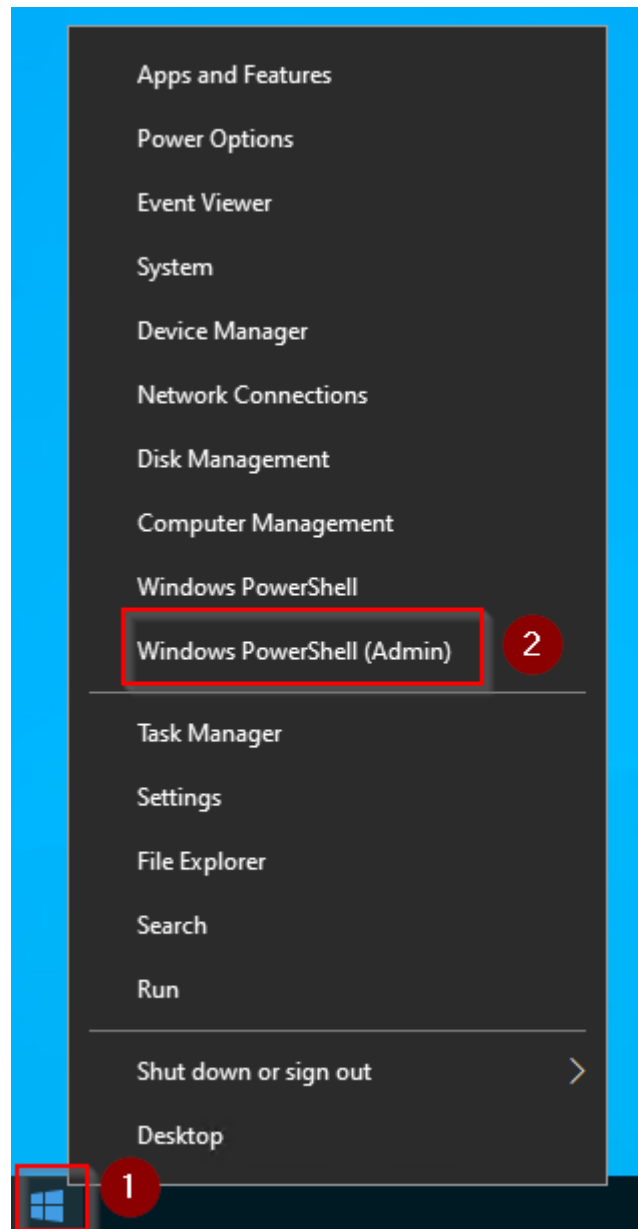 Apps and Features
Power Options
Event Viewer
System
Device Manager
Network Connections
Disk Management
Computer Management
Windows PowerShell
Windows PowerShell (Admin) 2
Task Manager
Settings
File Explorer
Search
Run
Shut down or sign out
Desktop
1